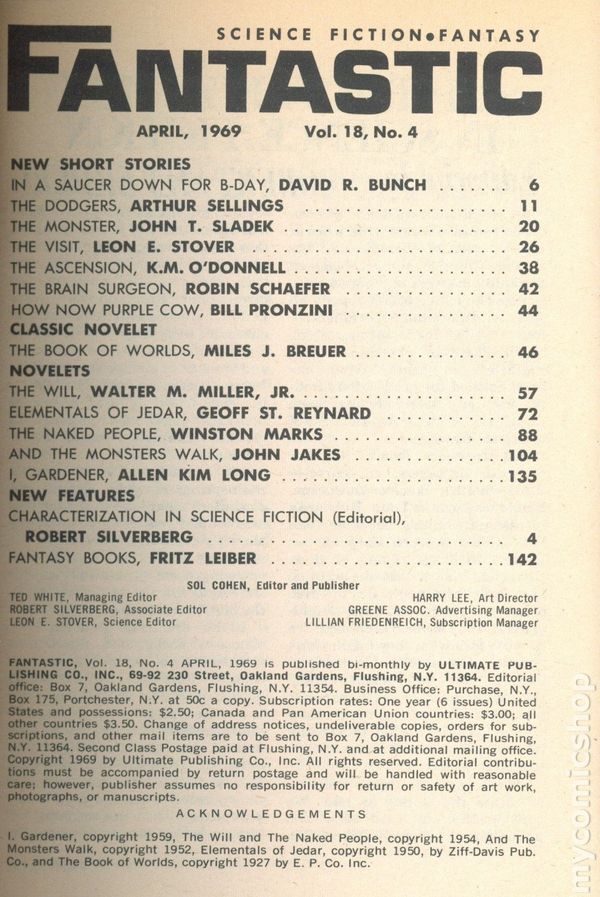 SCIENCE FICTION●FANTASY
FANTASTIC
APRIL, 1969 Vol. 18, No. 4
NEW SHORT STORIES
IN A SAUCER DOWN FOR B-DAY, DAVID R. BUNCH ....... 6
THE DODGERS, ARTHUR SELLINGS .................. 11
THE MONSTER, JOHN T. SLADEK .................... 20
THE VISIT, LEON E. STOVER ........................ 26
THE ASCENSION, K.M. O'DONNELL ................... 38
THE BRAIN SURGEON, ROBIN SCHAEFER ............... 42
HOW NOW PURPLE COW, BILL PRONZINI .............. 44
CLASSIC NOVELET
THE BOOK OF WORLDS, MILES J. BREUER ............. 46
NOVELETS
THE WILL, WALTER M. MILLER, JR. .................. 57
ELEMENTALS OF JEDAR, GEOFF ST. REYNARD ........... 72
THE NAKED PEOPLE, WINSTON MARKS ............... 88
AND THE MONSTERS WALK, JOHN JAKES .............. 104
I, GARDENER, ALLEN KIM LONG .................... 135
NEW FEATURES
CHARACTERIZATION IN SCIENCE FICTION (Editorial),
ROBERT SILVERBERG ............................ 4
FANTASY BOOKS, FRITZ LEIBER ..................... 142
SOL COHEN, Editor and Publisher
TED WHITE, Managing Editor HARRY LEE, Art Director
ROBERT SILVERBERG, Associate Editor GREENE ASSOC. Advertising Manager
LEON E. STOVER, Science Editor LILLIAN FRIEDENREICH, Subscription Manager
FANTASTIC, Vol. 18, No. 4 APRIL, 1969 is published bi-monthly by ULTIMATE PUB-
LISHING CO., INC., 69-92 230 Street, Oakland Gardens, Flushing, N.Y. 11364. Editorial
office: Box 7, Oakland Gardens, Flushing, N.Y. 11354. Business Office: Purchase, N.Y.,
Box 175, Portchester, N.Y. at 50c a copy. Subscription rates: One year (6 issues) United
States and possessions: $2.50; Canada and Pan American Union countries: $3.00; all
other countries $3.50. Change of address notices, undeliverable copies, orders for sub-
scriptions, and other mail items are to be sent to Box 7, Oakland Gardens, Flushing,
N.Y. 11364. Second Class Postage paid at Flushing, N.Y. and at additional mailing office.
Copyright 1969 by Ultimate Publishing Co., Inc. All rights reserved. Editorial contribu-
tions must be accompanied by return postage and will be handled with reasonable
care; however, publisher assumes no responsibility for return or safety of art work,
photographs, or manuscripts.
ACKNOWLEDGEMENTS
I. Gardener, copyright 1959, The Will and The Naked People, copyright 1954, And The
Monsters Walk, copyright 1952, Elementals of Jedar, copyright 1950, by Ziff-Davis Pub.
Co., and The Book of Worlds, copyright 1927 by E. P. Co. Inc.
mycomicshop